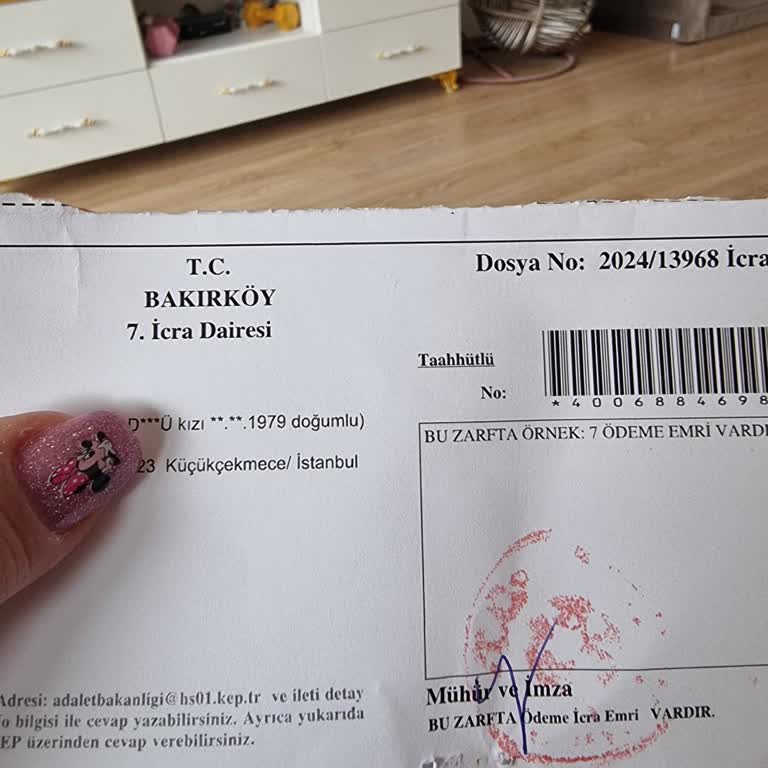 T.C.
BAKIRKÖY
7. İcra Dairesi
Dosya No: 2024/13968 İcra
Taahhütlü
No:
*4006884698
D***Ü kızı **.**.1979 doğumlu)
23 Küçükçekmece/ İstanbul
BU ZARFTA ÖRNEK: 7 ÖDEME EMRİ VARDI
Adresi: adaletbakanligi@hs01.kep.tr ve ileti detay
o bilgisi ile cevap yazabilirsiniz. Ayrıca yukarıda
EP üzerinden cevap verebilirsiniz.
Mühür ve İmza
BU ZARFTA Ödeme İcra Emri VARDIR.